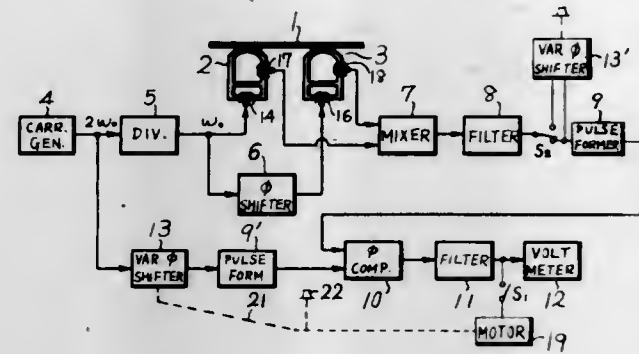 1
2
17
3
18
VAR φ
SHIFTER
13'
4
5
14
16
7
8
9
CARR.
GEN.
2ω₀
DIV.
ω₀
MIXER
FILTER
S₂
PULSE
FORMER
6
φ
SHIFTER
13
9'
VAR φ
SHIFTER
PULSE
FORM
φ
COMP.
FILTER
VOLT
METER
10
11
S₁
12
21
22
MOTOR
19